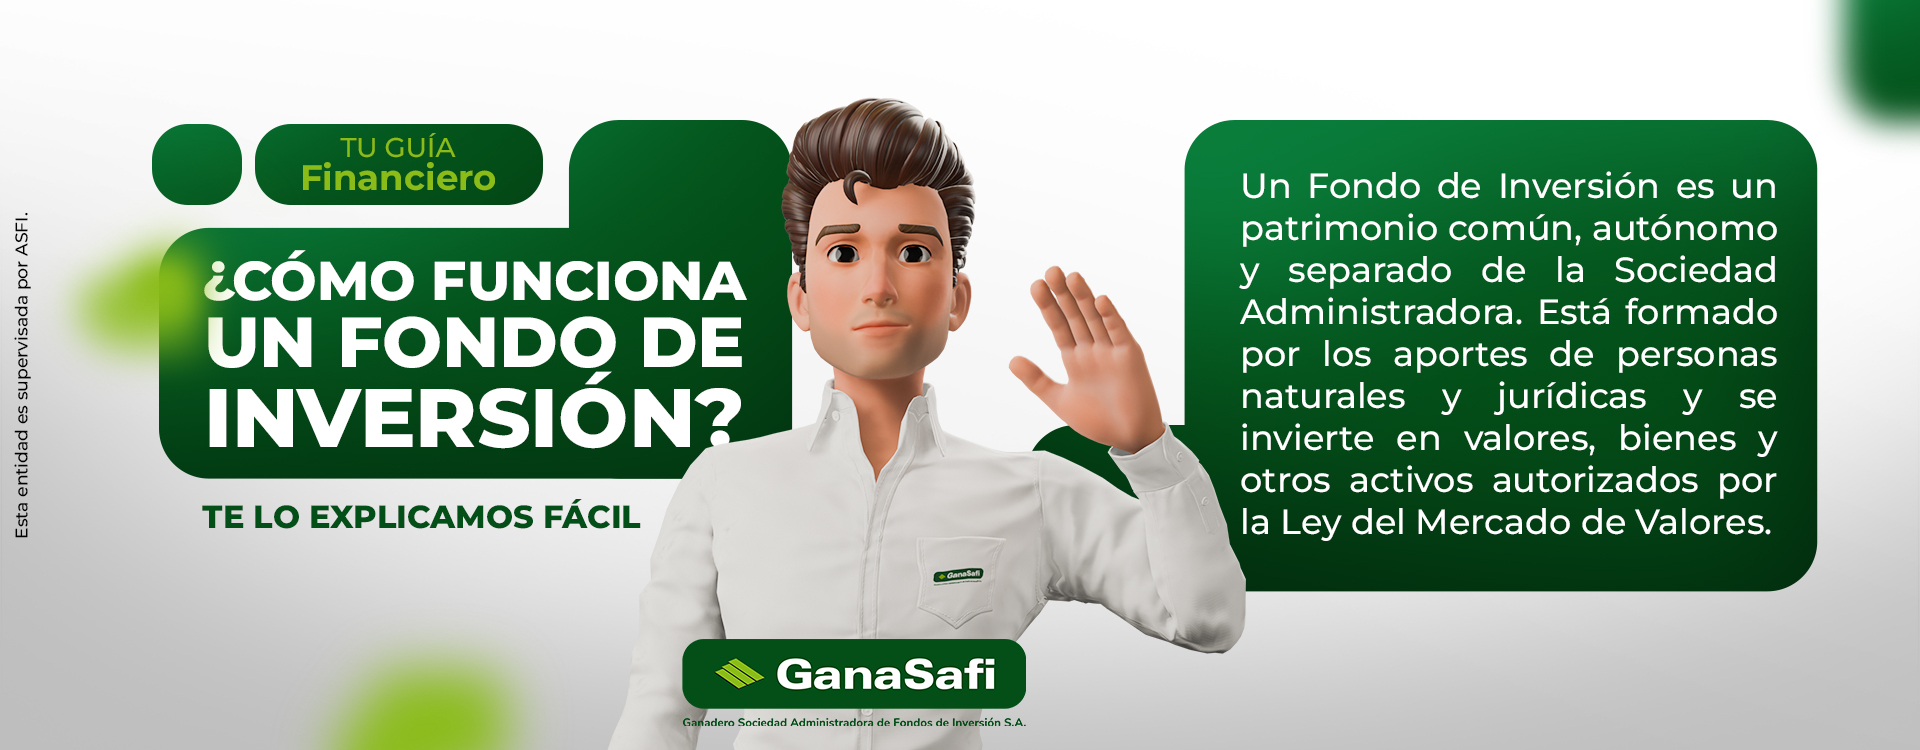 Esta entidad es supervisada por ASFI.
TU GUÍA
Financiero
¿CÓMO FUNCIONA
UN FONDO DE
INVERSIÓN?
TE LO EXPLICAMOS FÁCIL
Un Fondo de Inversión es un
patrimonio común, autónomo
y separado de la Sociedad
Administradora. Está formado
por los aportes de personas
naturales y jurídicas y se
invierte en valores, bienes y
otros activos autorizados por
la Ley del Mercado de Valores.
GanaSafi
GanaSafi
Ganadero Sociedad Administradora de Fondos de Inversión S.A.